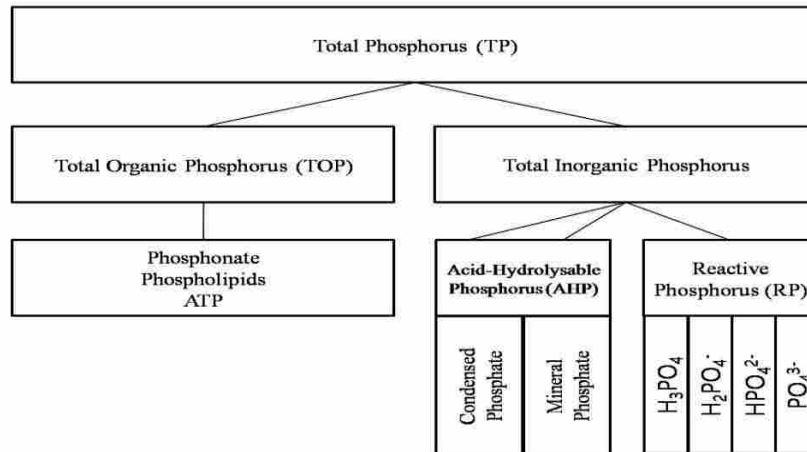 Total Phosphorus (TP)
Total Organic Phosphorus (TOP)
Total Inorganic Phosphorus
Phosphonate
Phospholipids
ATP
Acid-Hydrolysable
Phosphorus (AHP)
Reactive
Phosphorus (RP)
Condensed
Phosphate
Mineral
Phosphate
H₃PO₄
H₂PO₄⁻
HPO₄²⁻
PO₄³⁻